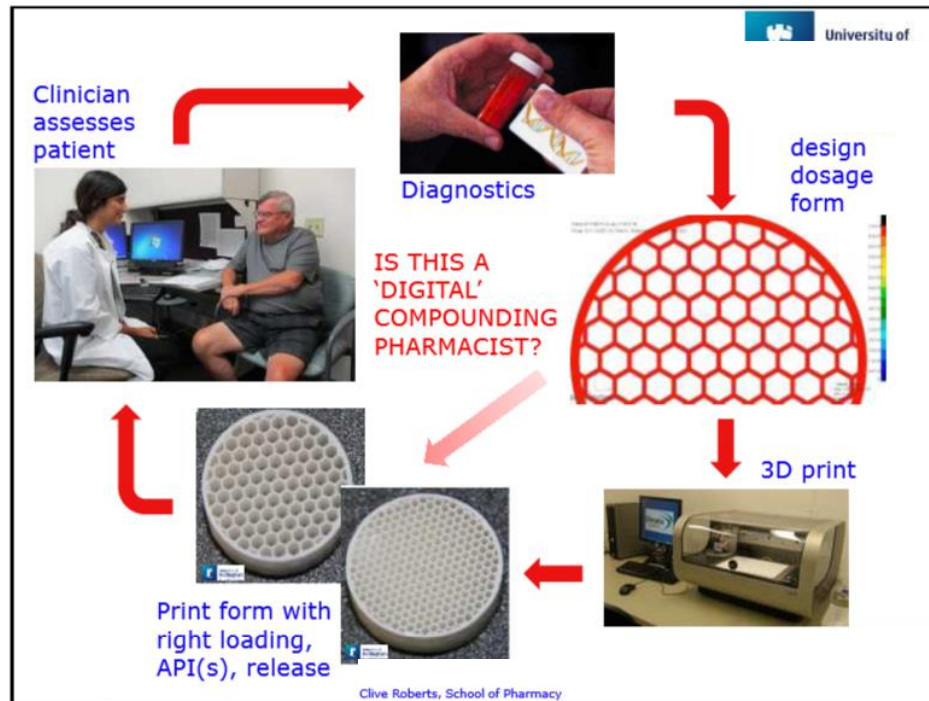 University of
Clinician
assesses
patient
Diagnostics
design
dosage
form
IS THIS A
‘DIGITAL’
COMPOUNDING
PHARMACIST?
3D print
Print form with
right loading,
API(s), release
Clive Roberts, School of Pharmacy